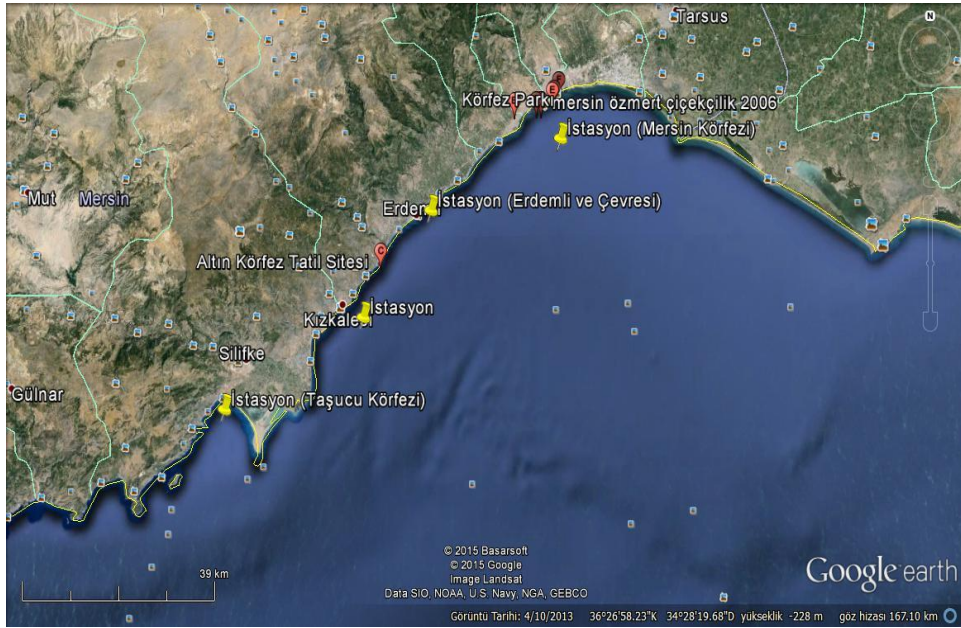 N
Tarsus
E
Körfez Park
mersin özmert çiçekçilik 2006
İstasyon (Mersin Körfezi)
Mut
Mersin
İstasyon (Erdemli ve Çevresi)
C
Altın Körfez Tatil Sitesi
İstasyon
Kızkalesi
Silifke
Gülnar
İstasyon (Taşucu Körfezi)
39 km
© 2015 Basarsoft
© 2015 Google
Image Landsat
Data SIO, NOAA, U.S. Navy, NGA, GEBCO
Google earth
Görüntü Tarihi: 4/10/2013 36°26'58.23"K 34°28'19.68"D yükseklik -228 m göz hizası 167.10 km